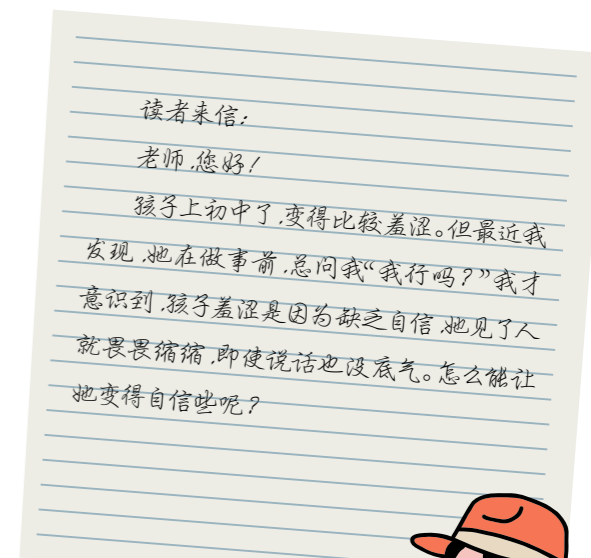 读者来信：
老师，您好！
孩子上初中了，变得比较羞涩。但最近我
发现，她在做事前，总问我“我行吗？”我才
意识到，孩子羞涩是因为缺乏自信，她见了人
就畏畏缩缩，即使说话也没底气。怎么能让
她变得自信些呢？